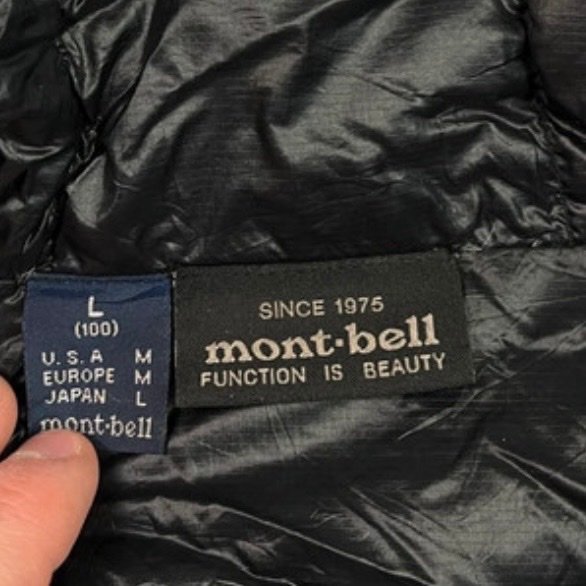 L
(100)
U.S.A M
EUROPE M
JAPAN L
mont·bell
SINCE 1975
mont·bell
FUNCTION IS BEAUTY